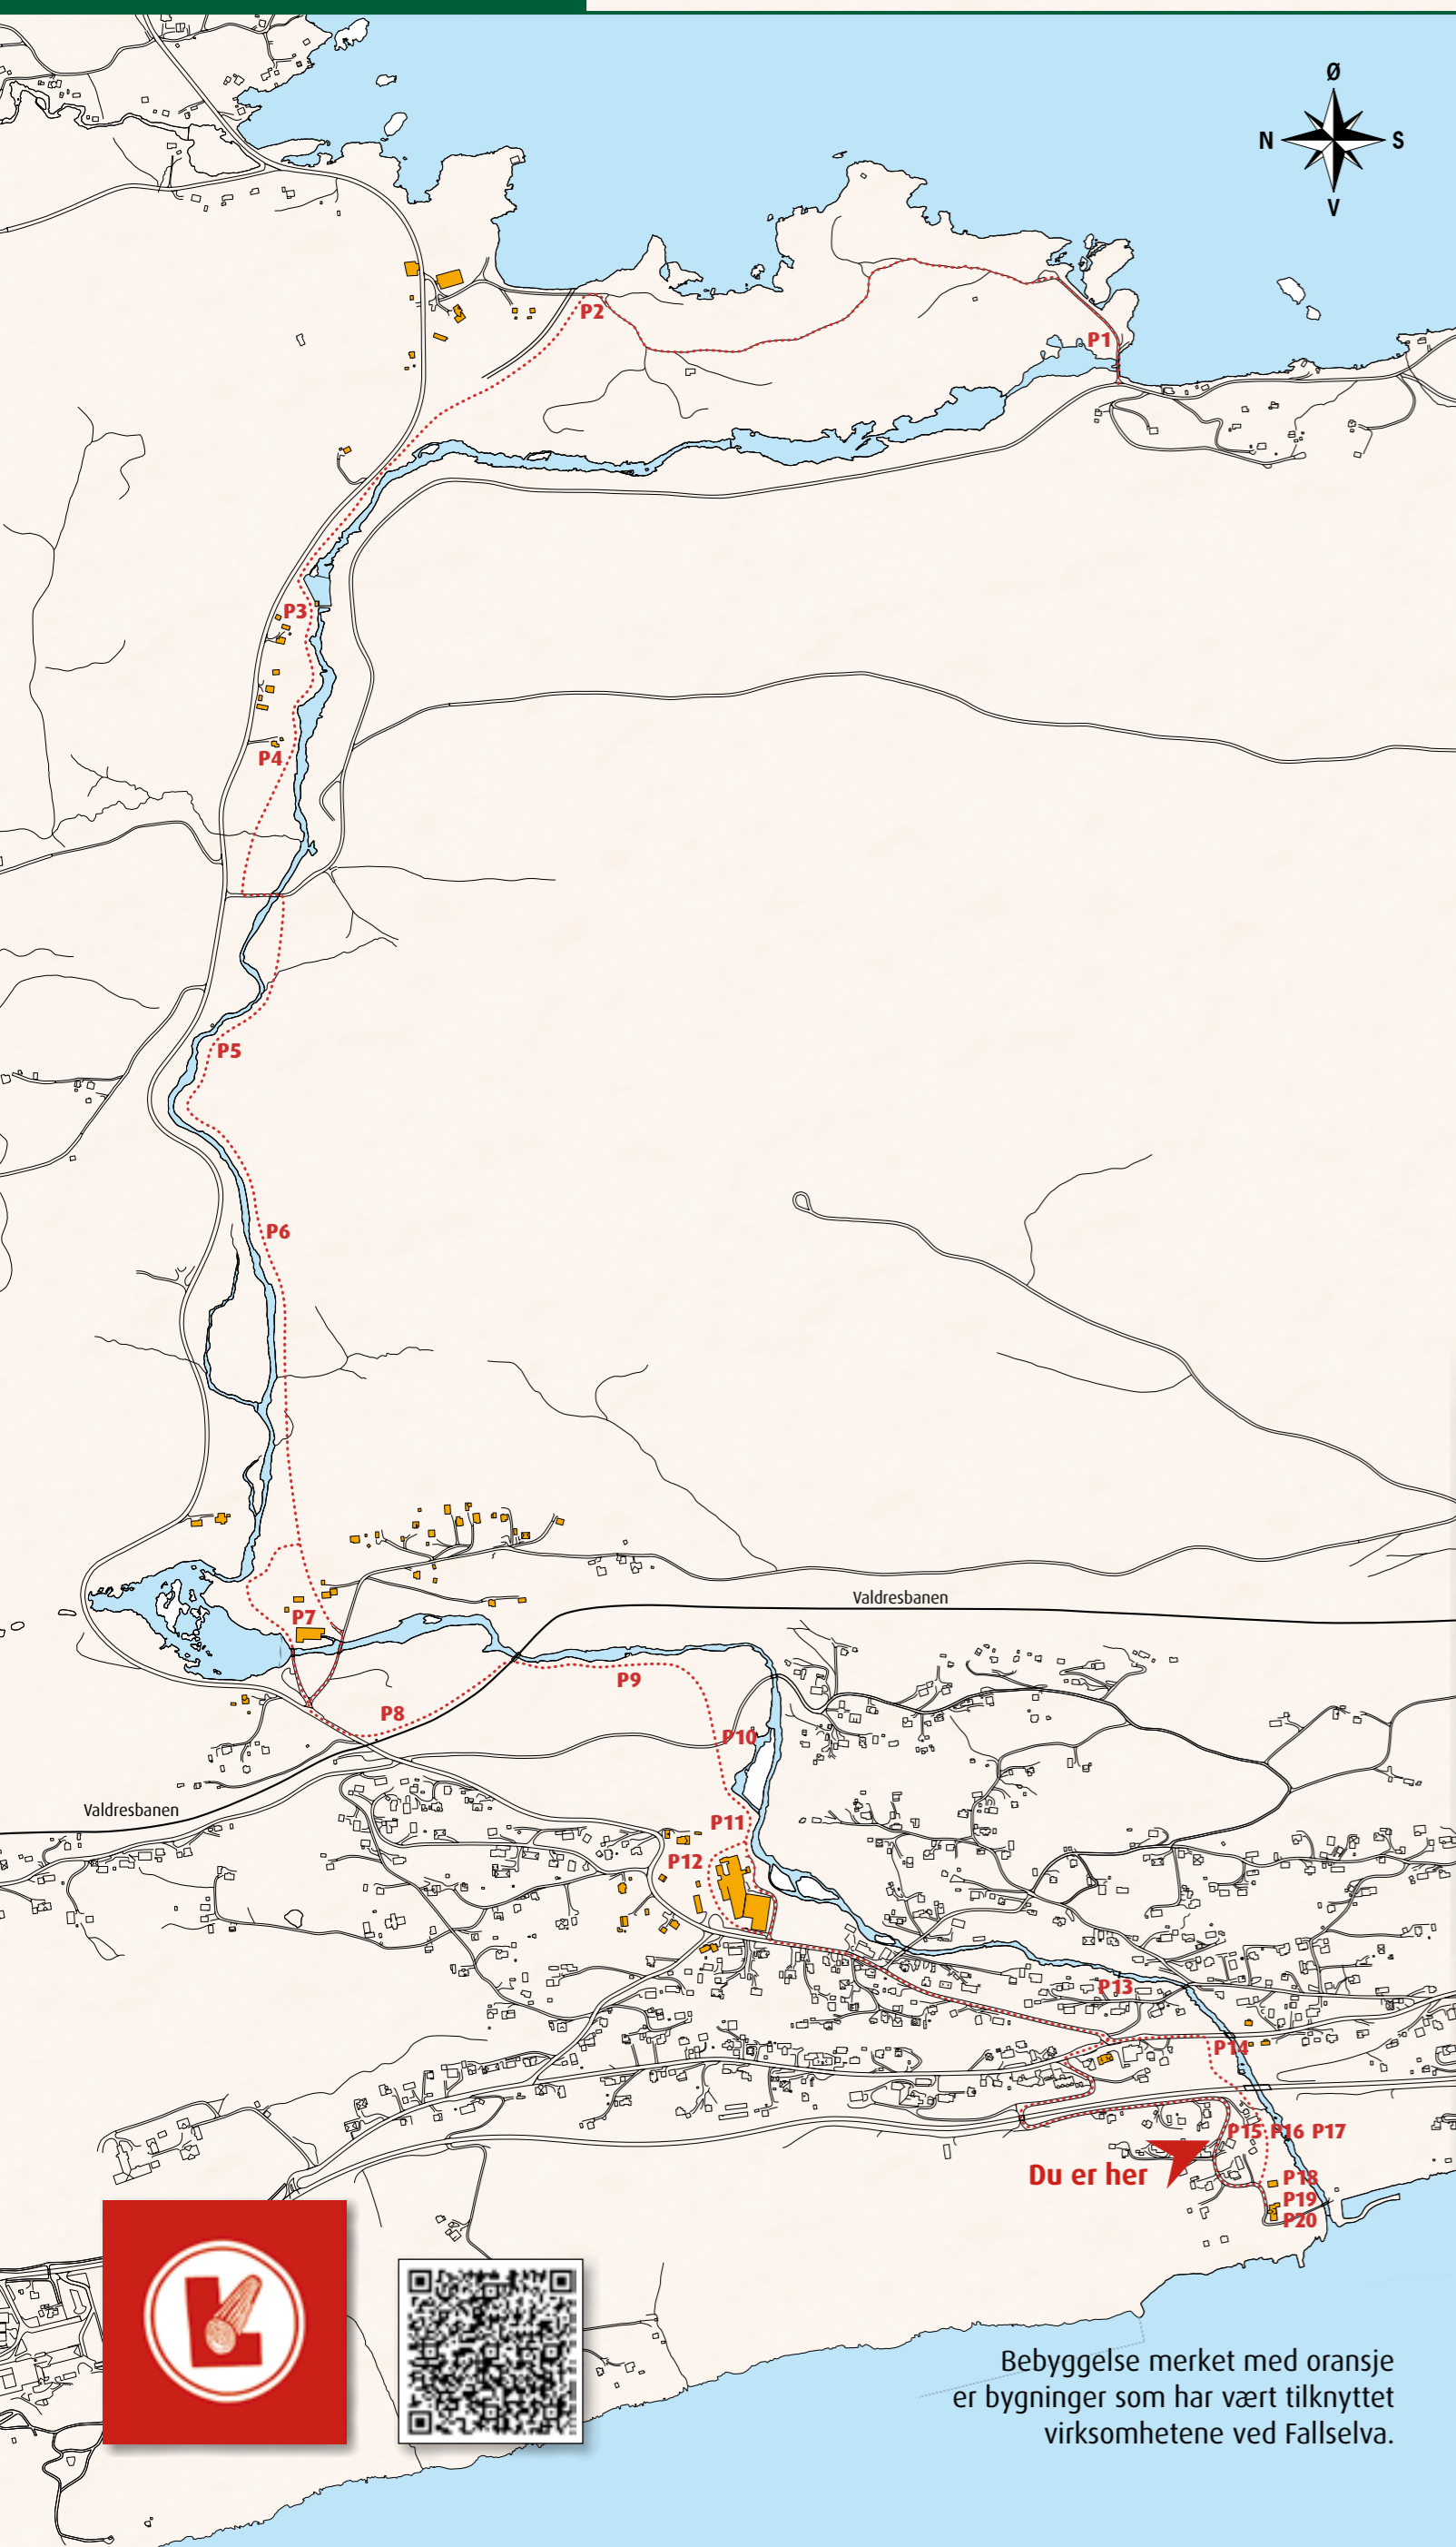 Ø
N S
V
P2
P1
P3
P4
P5
P6
Valdresbanen
P7
P9
P8
P10
Valdresbanen
P11
P12
P13
P14
P15 P16 P17
Du er her
P18
P19
P20
L
Bebyggelse merket med oransje
er bygninger som har vært tilknyttet
virksomhetene ved Fallselva.